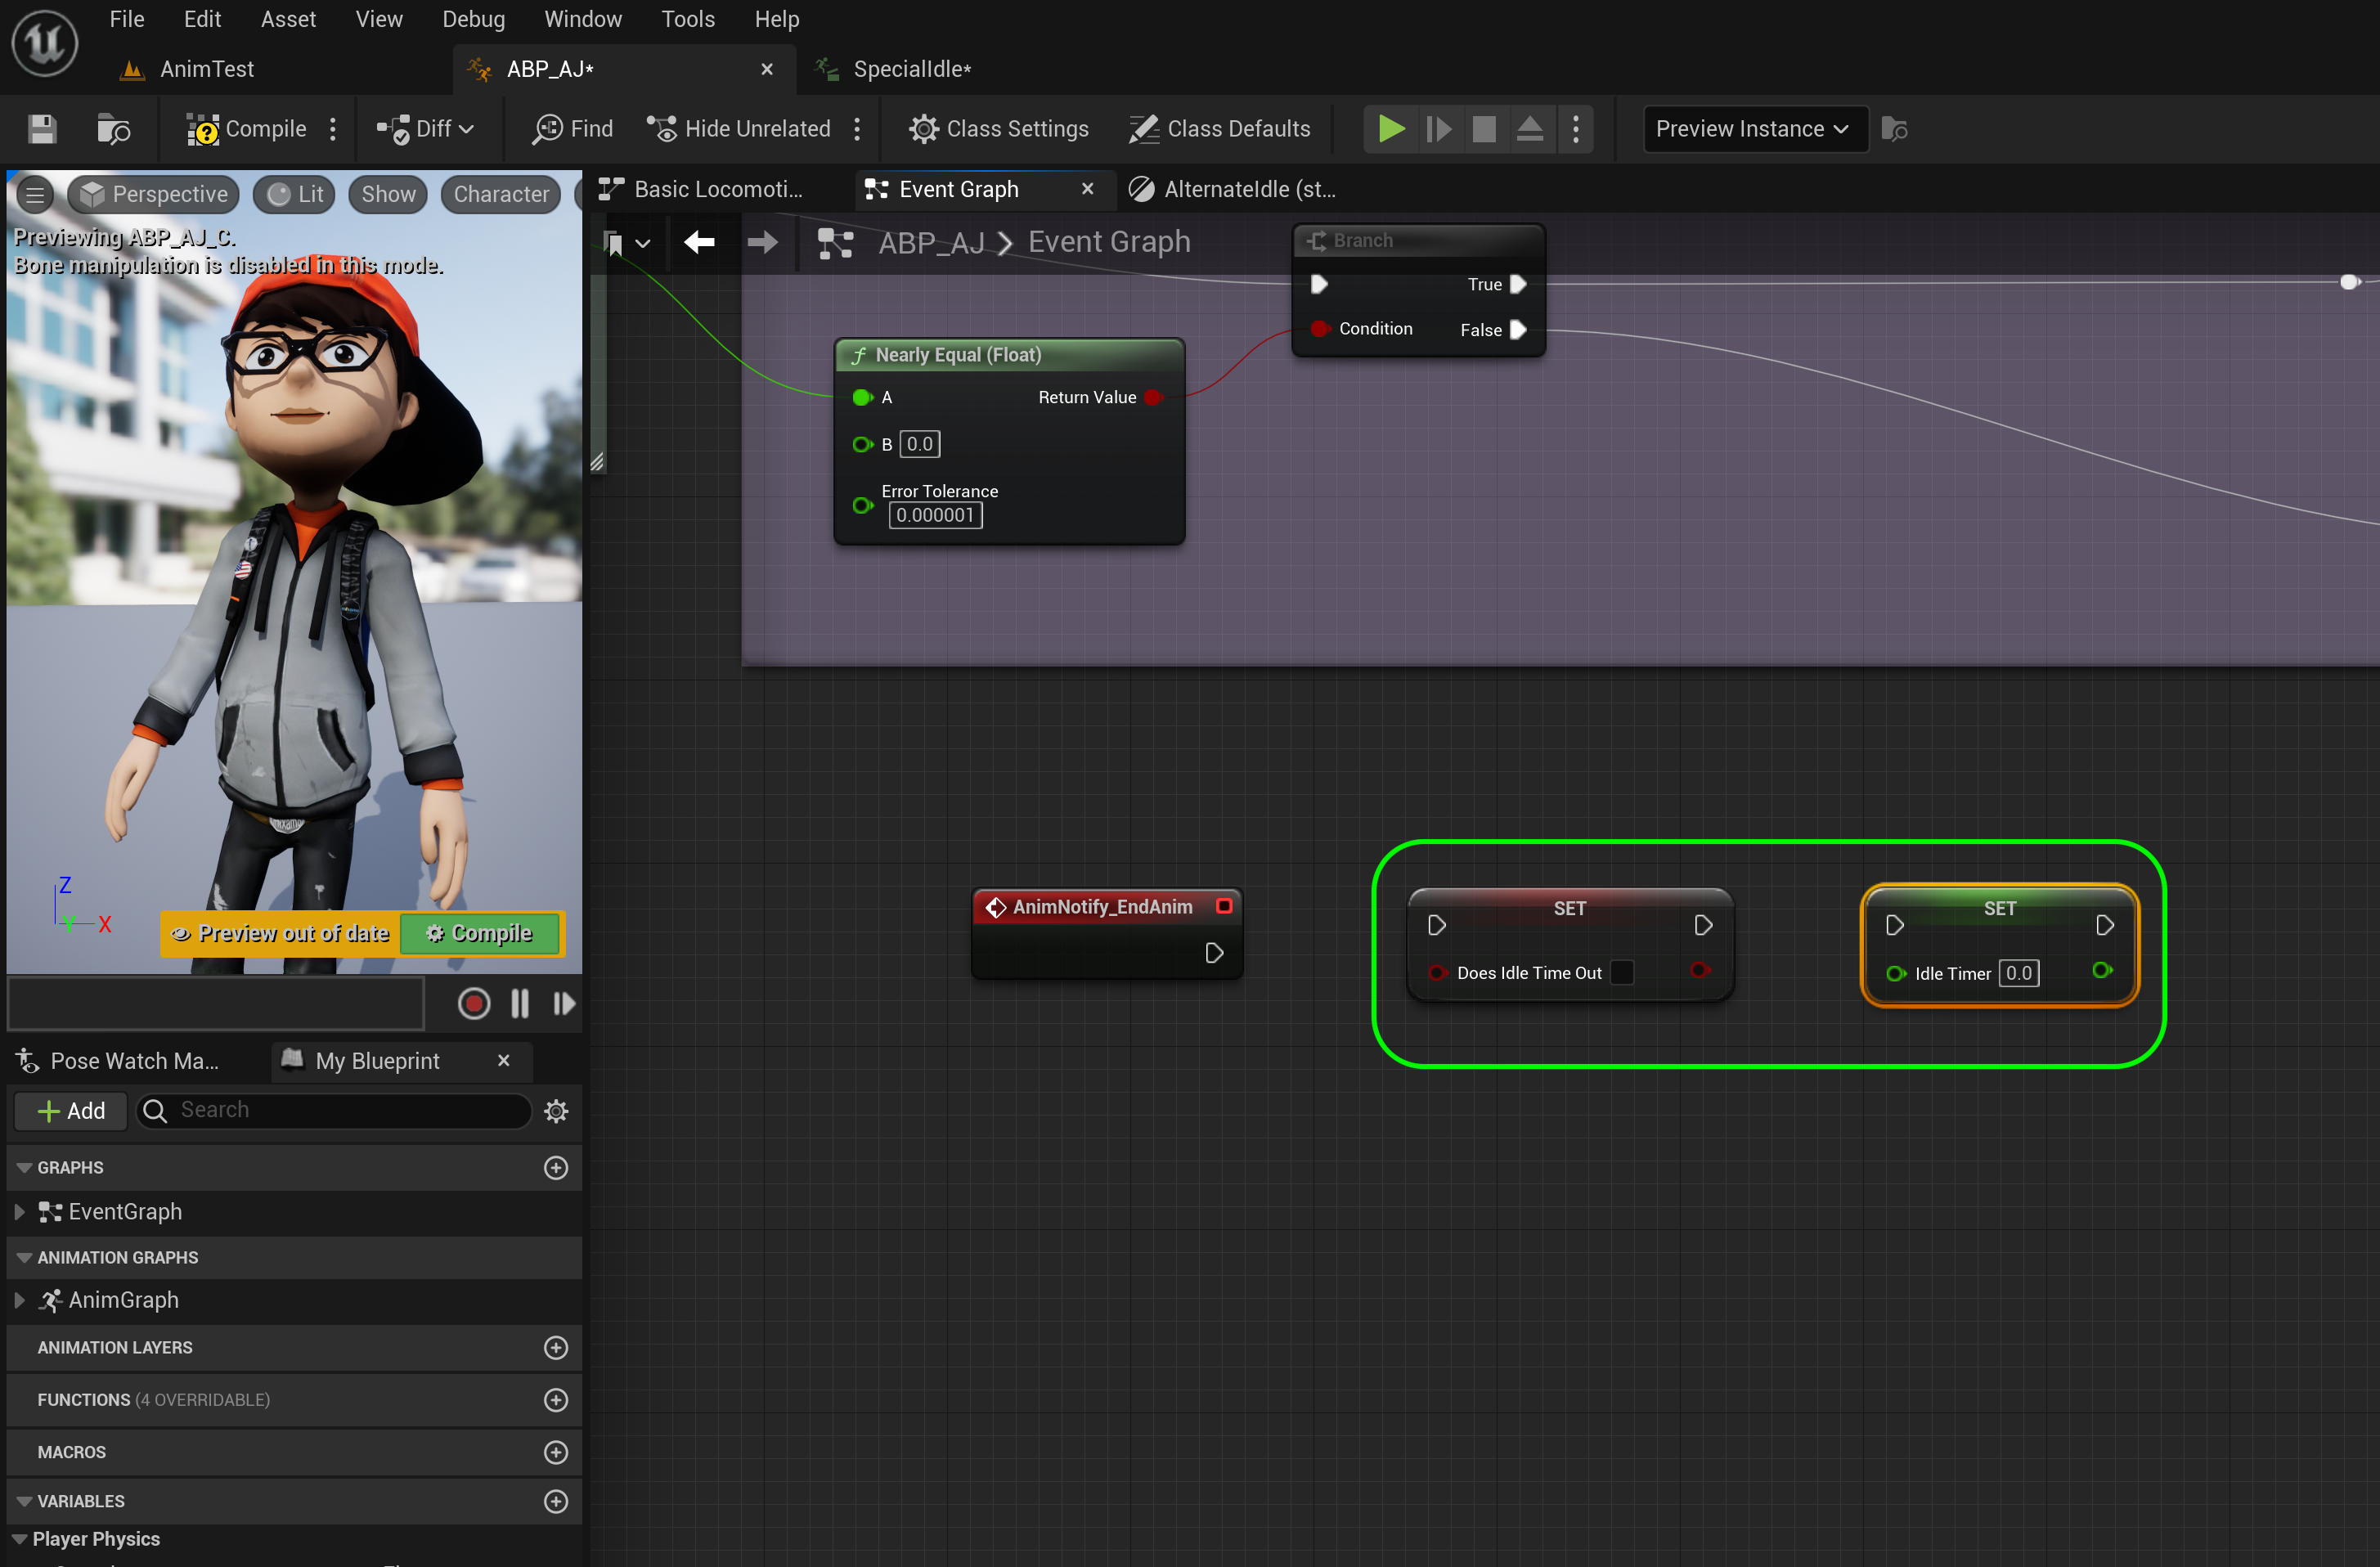 File Edit Asset View Debug Window Tools Help
AnimTest ABP_AJ* SpecialIdle*
Compile Diff Find Hide Unrelated Class Settings Class Defaults Preview Instance
Perspective Lit Show Character
Previewing ABP_AJ_C.
Bone manipulation is disabled in this mode.
Z
Y X
Preview out of date Compile
Basic Locomoti... Event Graph AlternateIdle (st...
ABP_AJ Event Graph
Branch
True
Condition False
Nearly Equal (Float)
A Return Value
B 0.0
Error Tolerance
0.000001
AnimNotify_EndAnim
SET
Does Idle Time Out
SET
Idle Timer 0.0
Pose Watch Ma... My Blueprint
Add Search
GRAPHS
EventGraph
ANIMATION GRAPHS
AnimGraph
ANIMATION LAYERS
FUNCTIONS (4 OVERRIDABLE)
MACROS
VARIABLES
Player Physics